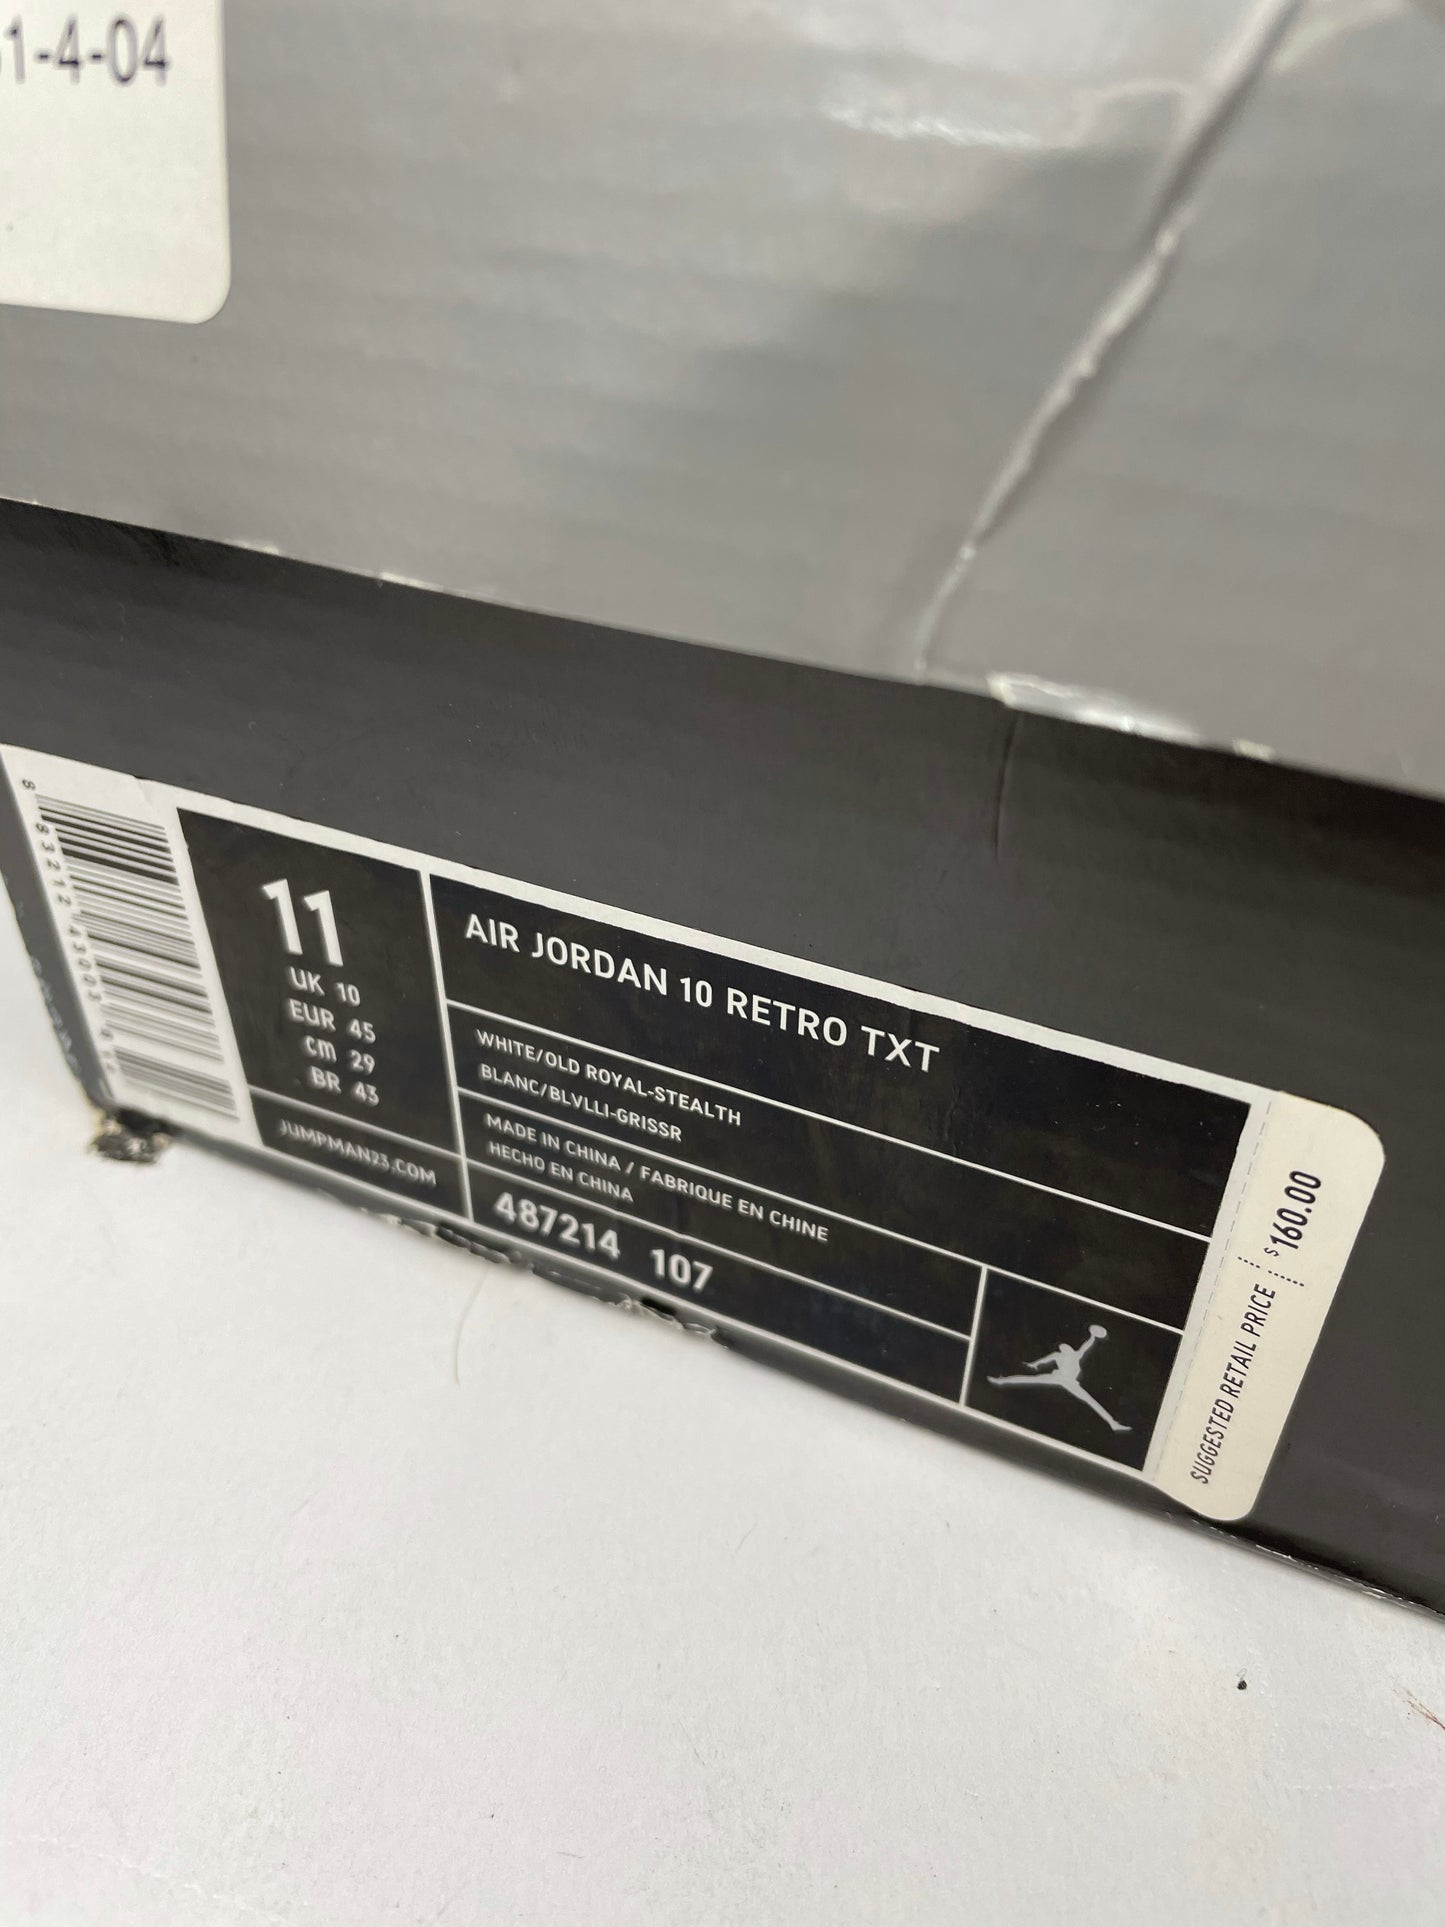 1-4-04
11
UK 10
EUR 45
cm 29
BR 43
JUMPMAN23.COM
AIR JORDAN 10 RETRO TXT
WHITE/OLD ROYAL-STEALTH
BLANC/BLVLLI-GRISSR
MADE IN CHINA / FABRIQUE EN CHINE
HECHO EN CHINA
487214 107
SUGGESTED RETAIL PRICE
$160.00